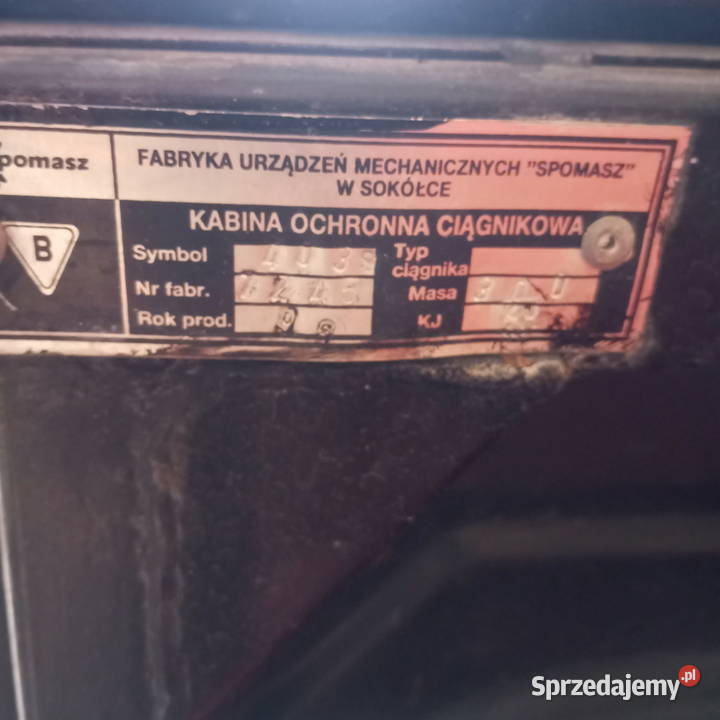 pomasz
FABRYKA URZĄDZEŃ MECHANICZNYCH "SPOMASZ"
W SOKÓŁCE
B
KABINA OCHRONNA CIĄGNIKOWA
Symbol
Typ ciągnika
Nr fabr.
Masa
Rok prod.
KJ
Sprzedajemy.pl